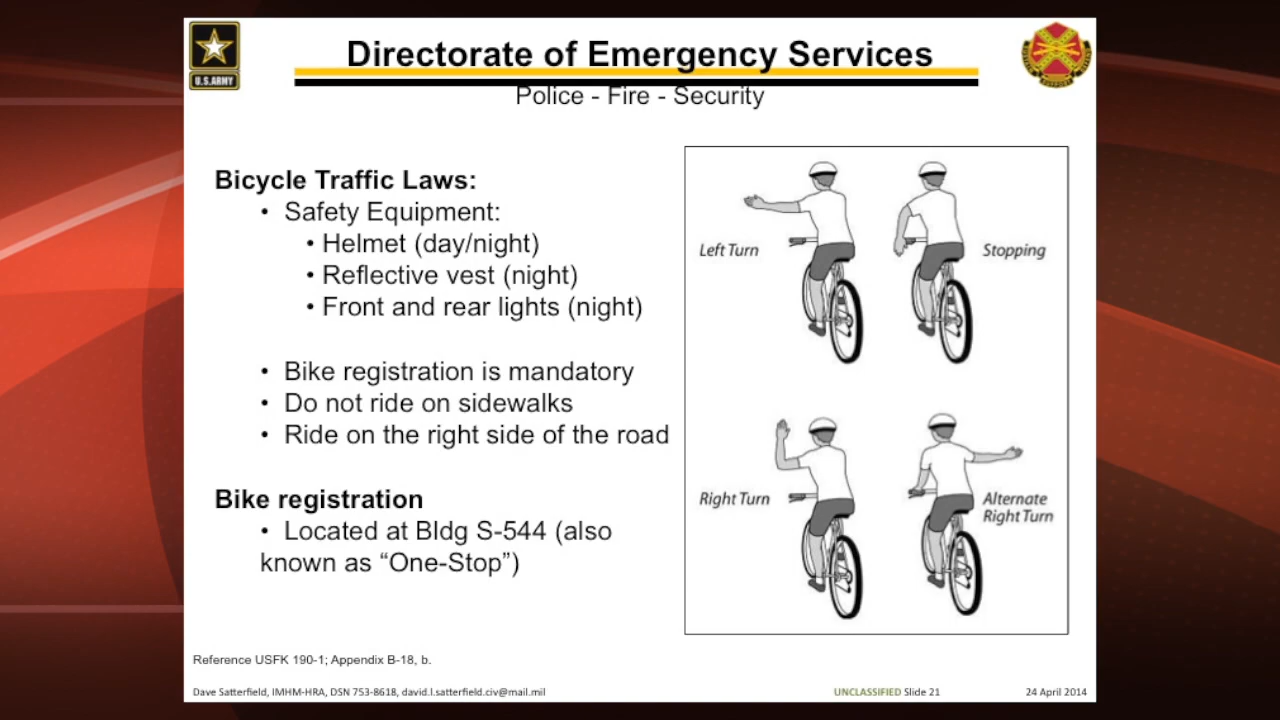 U.S.ARMY
Directorate of Emergency Services
Police - Fire - Security
Bicycle Traffic Laws:
• Safety Equipment:
• Helmet (day/night)
• Reflective vest (night)
• Front and rear lights (night)
• Bike registration is mandatory
• Do not ride on sidewalks
• Ride on the right side of the road
Bike registration
• Located at Bldg S-544 (also
known as “One-Stop”)
Left Turn
Stopping
Right Turn
Alternate
Right Turn
Reference USFK 190-1; Appendix B-18, b.
Dave Satterfield, IMHM-HRA, DSN 753-8618, david.l.satterfield.civ@mail.mil
UNCLASSIFIED Slide 21
24 April 2014